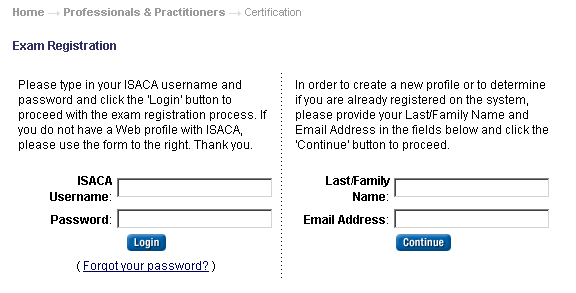 Home → Professionals & Practitioners → Certification
Exam Registration
Please type in your ISACA username and
password and click the 'Login' button to
proceed with the exam registration process. If
you do not have a Web profile with ISACA,
please use the form to the right. Thank you.
ISACA
Username:
Password:
Login
( Forgot your password? )
In order to create a new profile or to determine
if you are already registered on the system,
please provide your Last/Family Name and
Email Address in the fields below and click the
'Continue' button to proceed.
Last/Family
Name:
Email Address:
Continue